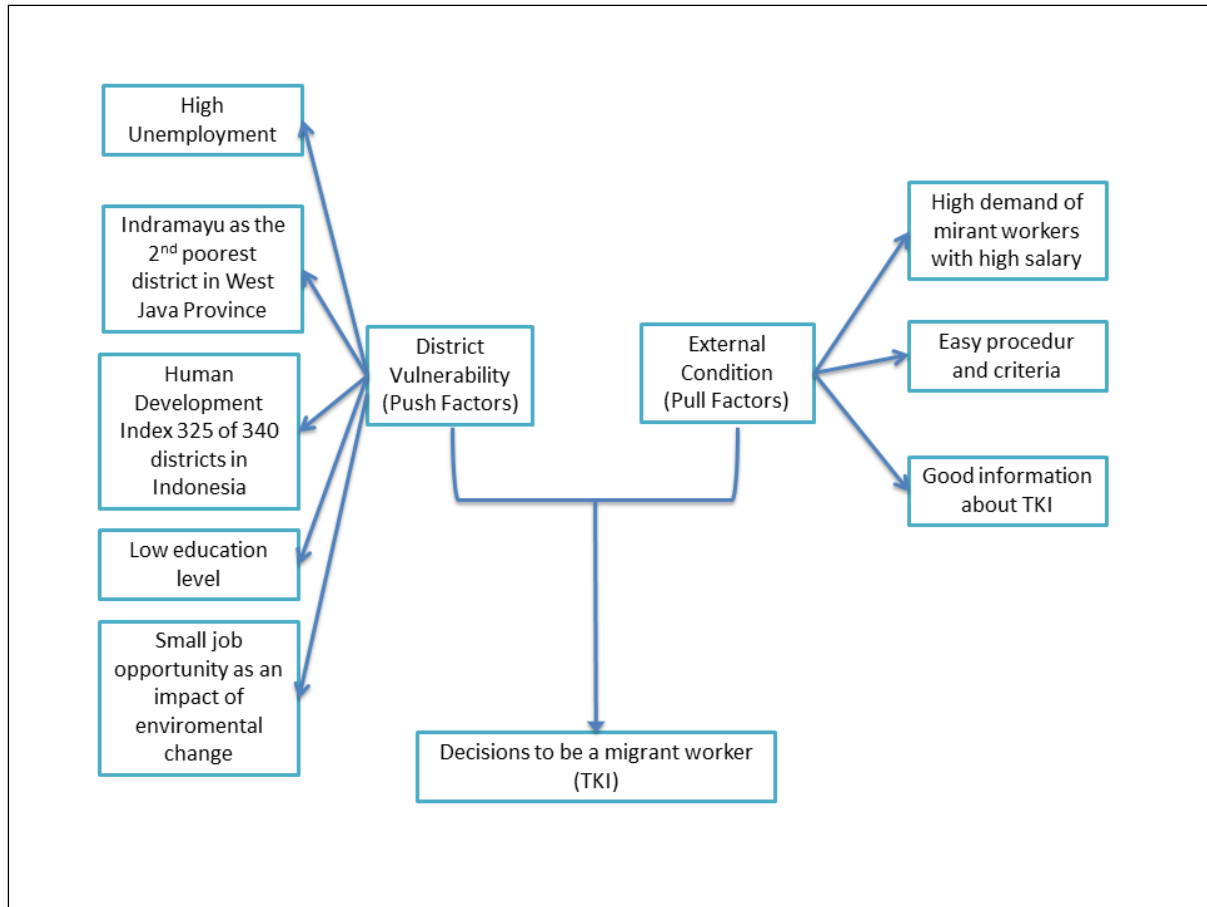 High
Unemployment
Indramayu as the
2nd poorest
district in West
Java Province
Human
Development
Index 325 of 340
districts in
Indonesia
Low education
level
Small job
opportunity as an
impact of
enviromental
change
District
Vulnerability
(Push Factors)
External
Condition
(Pull Factors)
High demand of
mirant workers
with high salary
Easy procedur
and criteria
Good information
about TKI
Decisions to be a migrant worker
(TKI)